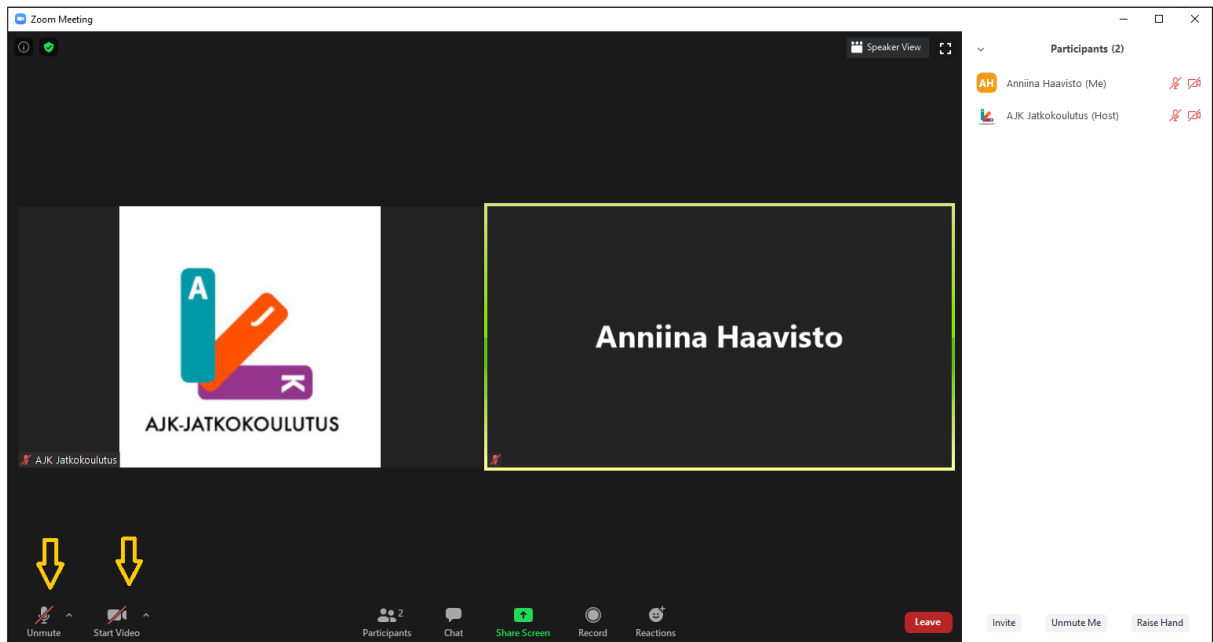 Zoom Meeting
Speaker View
Participants (2)
AH Anniina Haavisto (Me)
AJK Jatkokoulutus (Host)
A
J
K
AJK-JATKOKOULUTUS
Anniina Haavisto
AJK Jatkokoulutus
Unmute
Start Video
Participants 2
Chat
Share Screen
Record
Reactions
Leave
Invite
Unmute Me
Raise Hand